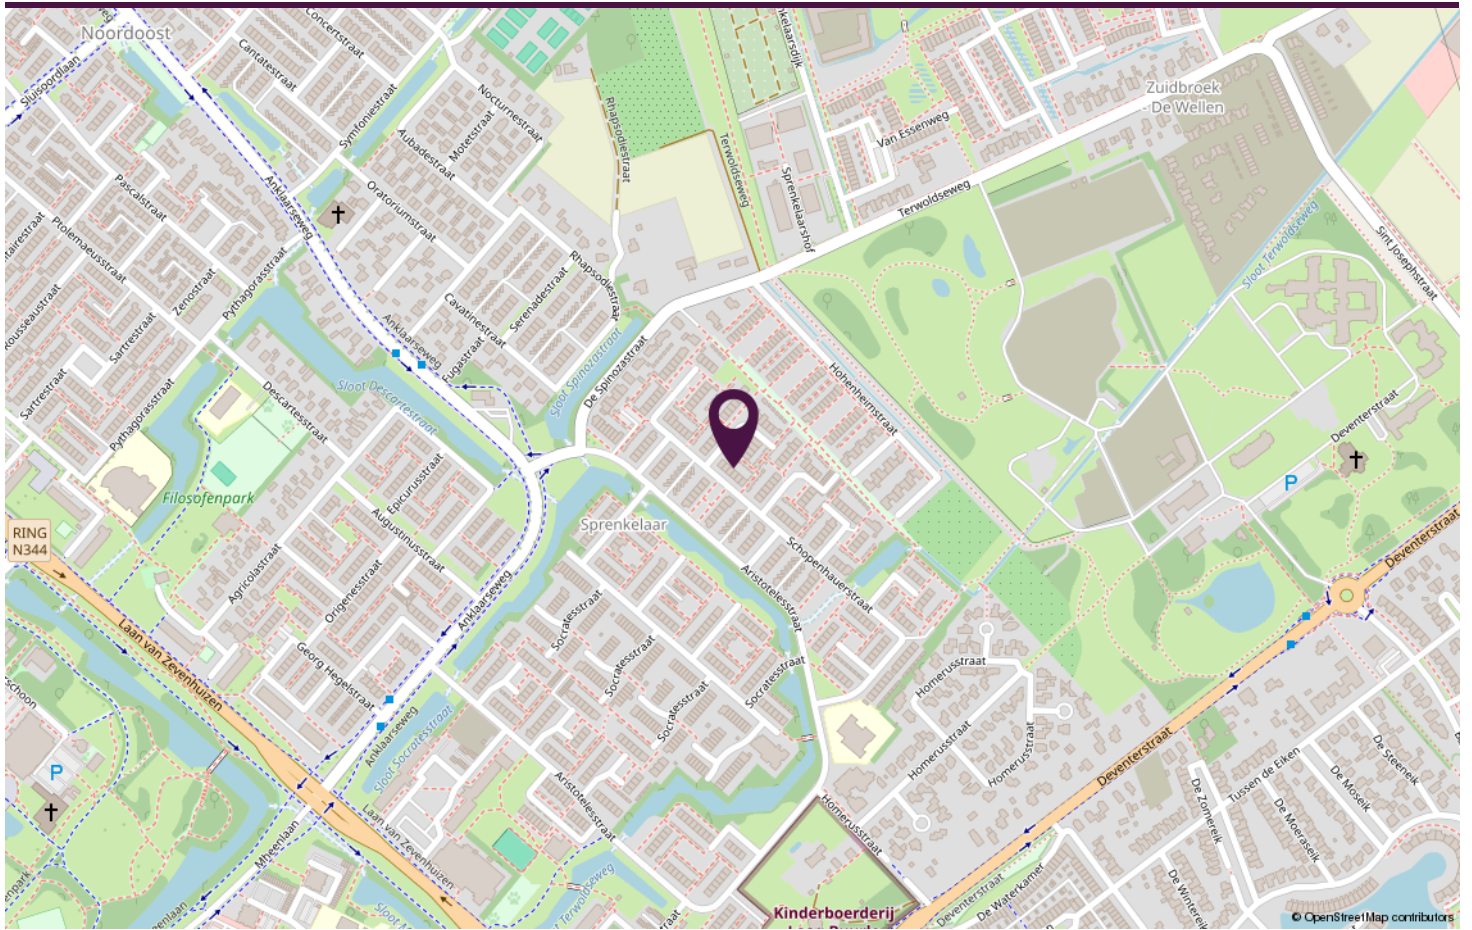 Noordoost
Concertstraat
Cantatestraat
Sluisoordlaan
Symfoniestraat
Nocturnestraat
Motetstraat
Aubadestraat
Rhapsodiestraat
Terwoldseweg
Sprenkelaarshof
Van Essenweg
Zuidbroek
De Wellen
Terwoldseweg
Sloot Terwoldseweg
Sint Josephstraat
Pascalstraat
Ptolemaeusstraat
Anklaarseweg
Oratoriumstraat
Zenostraat
Pythagorasstraat
Rousseaustraat
Sartrestraat
Sartrestraat
Pythagorasstraat
Anklaarseweg
Cavatinestraat
Serenadestraat
Fugastraat
Rhapsodiestraat
Sloot Spinozastraat
De Spinozastraat
Sloot Descartesstraat
Descartesstraat
Hohenheimstraat
Deventerstraat
P
Filosofenpark
Epicurusstraat
Augustinusstraat
Origenesstraat
Agricolastraat
Georg Hegelstraat
RING
N344
Laan van Zevenhuizen
Anklaarseweg
Sprenkelaar
Schopenhauerstraat
Aristotelesstraat
Socratesstraat
Socratesstraat
Socratesstraat
Socratesstraat
Homerusstraat
Homerusstraat
Homerusstraat
Homerusstraat
Deventerstraat
Deventerstraat
Deventerstraat
Anklaarseweg
Sloot Socratesstraat
Aristotelesstraat
Laan van Zevenhuizen
Mheenlaan
P
Tussen de Eiken
De Zomereik
De Steeneik
De Moseik
De Moeraseik
De Wintereik
De Waterkamer
Kinderboerderij
© OpenStreetMap contributors